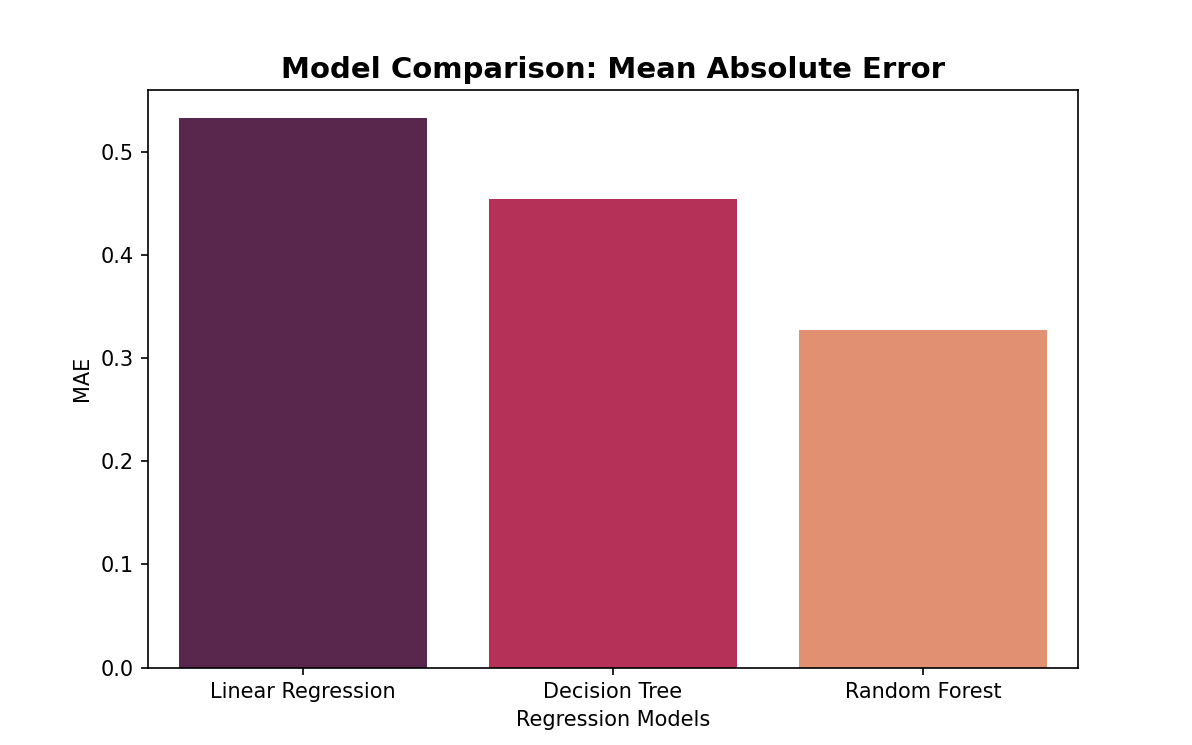 Model Comparison: Mean Absolute Error
MAE
0.5
0.4
0.3
0.2
0.1
0.0
Linear Regression
Decision Tree
Random Forest
Regression Models